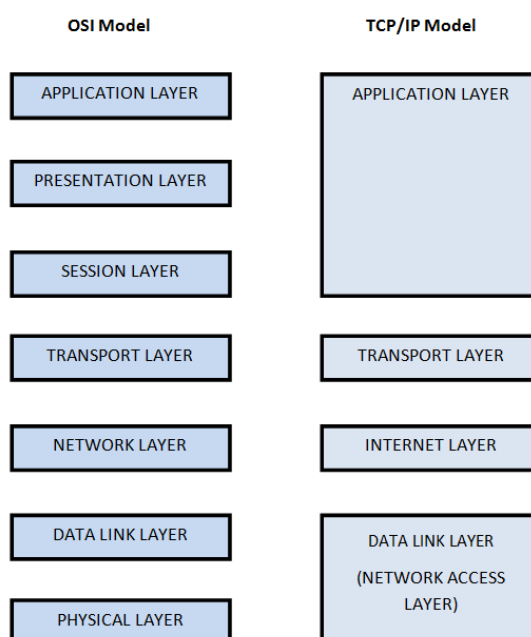 OSI Model
TCP/IP Model
APPLICATION LAYER
APPLICATION LAYER
PRESENTATION LAYER
SESSION LAYER
TRANSPORT LAYER
TRANSPORT LAYER
NETWORK LAYER
INTERNET LAYER
DATA LINK LAYER
DATA LINK LAYER
(NETWORK ACCESS
LAYER)
PHYSICAL LAYER